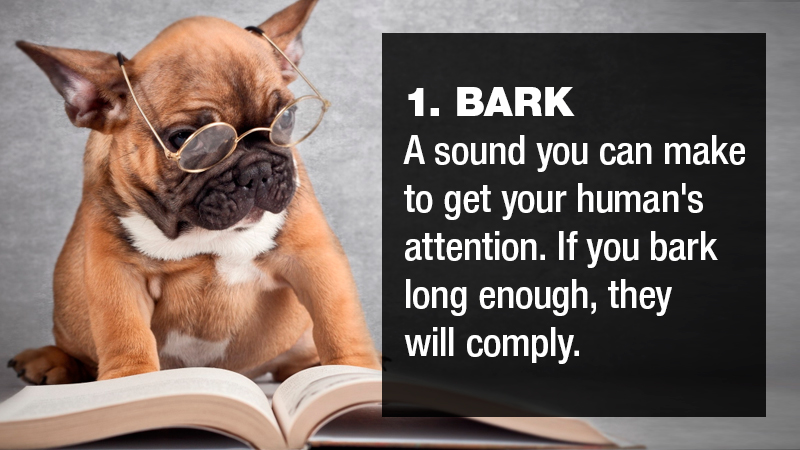 1. BARK
A sound you can make
to get your human's
attention. If you bark
long enough, they
will comply.